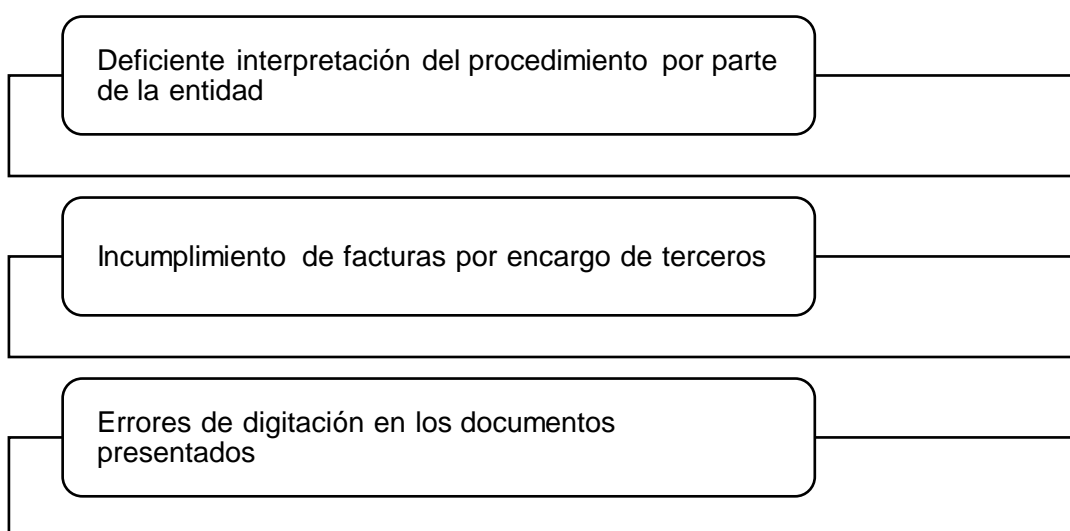 Deficiente interpretación del procedimiento por parte
de la entidad
Incumplimiento de facturas por encargo de terceros
Errores de digitación en los documentos
presentados